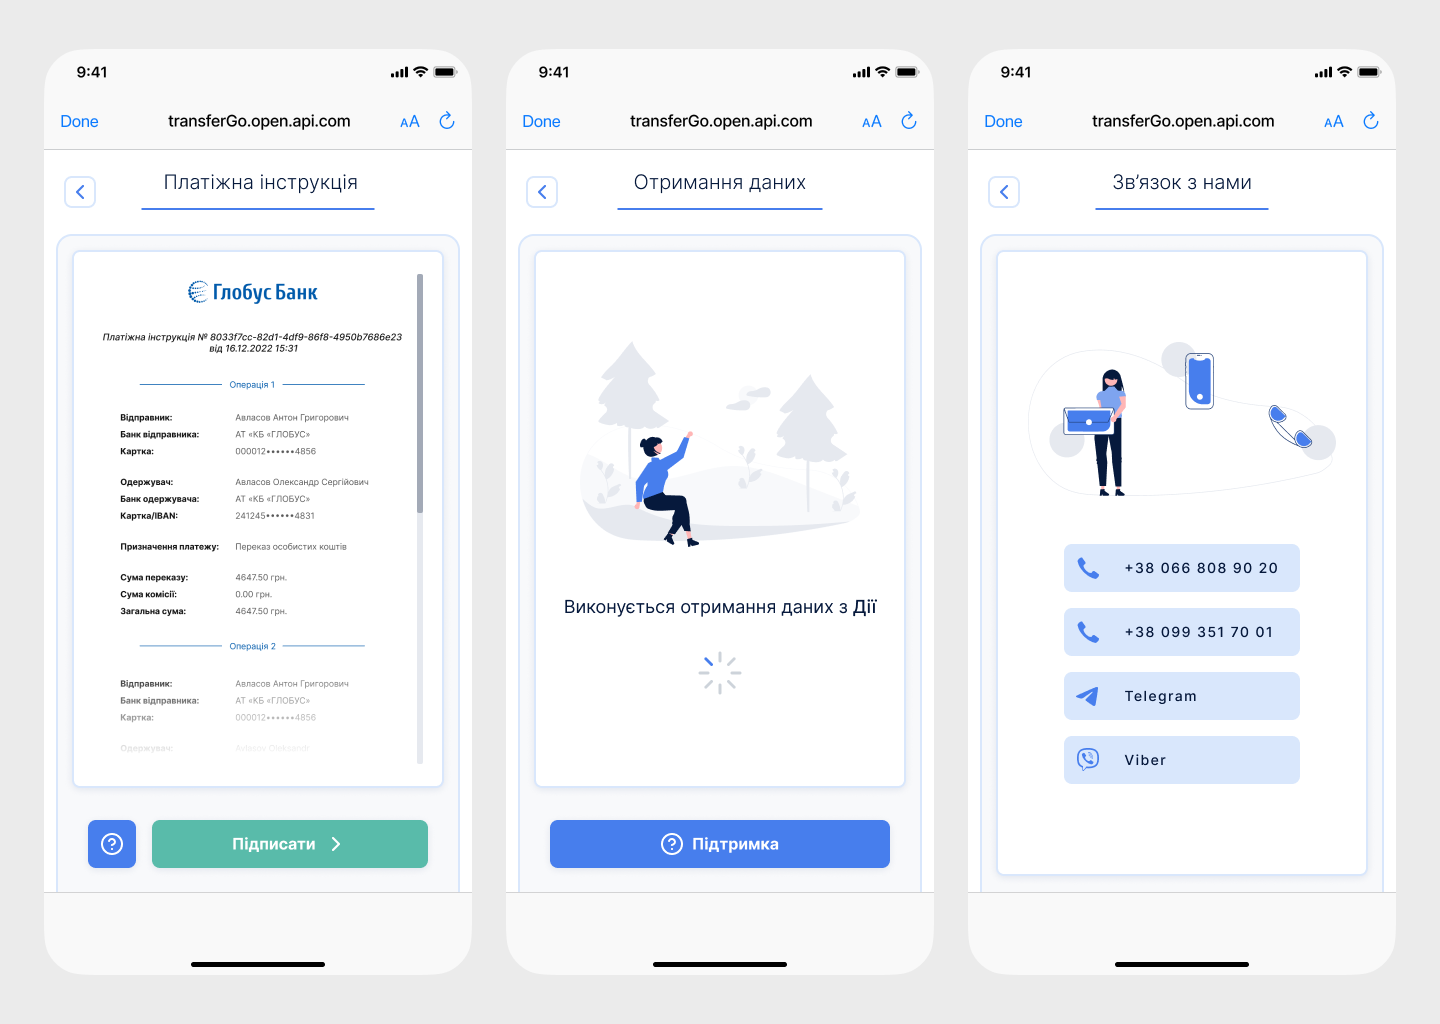 9:41
Done
transferGo.open.api.com
AA
Платіжна інструкція
Глобус Банк
Платіжна інструкція № 8033f7cc-82d1-4df9-86f8-4950b7686e23
від 16.12.2022 15:31
Операція 1
Відправник: Авласов Антон Григорович
Банк відправника: АТ «КБ «ГЛОБУС»
Картка: 000012••••••4856
Одержувач: Авласов Олександр Сергійович
Банк одержувача: АТ «КБ «ГЛОБУС»
Картка/IBAN: 241245••••••4831
Призначення платежу: Переказ особистих коштів
Сума переказу: 4647.50 грн.
Сума комісії: 0.00 грн.
Загальна сума: 4647.50 грн.
Операція 2
Відправник: Авласов Антон Григорович
Банк відправника: АТ «КБ «ГЛОБУС»
Картка: 000012••••••4856
Одержувач:
Підписати
9:41
Done
transferGo.open.api.com
AA
Отримання даних
Виконується отримання даних з Дії
Підтримка
9:41
Done
transferGo.open.api.com
AA
Зв’язок з нами
+38 066 808 90 20
+38 099 351 70 01
Telegram
Viber